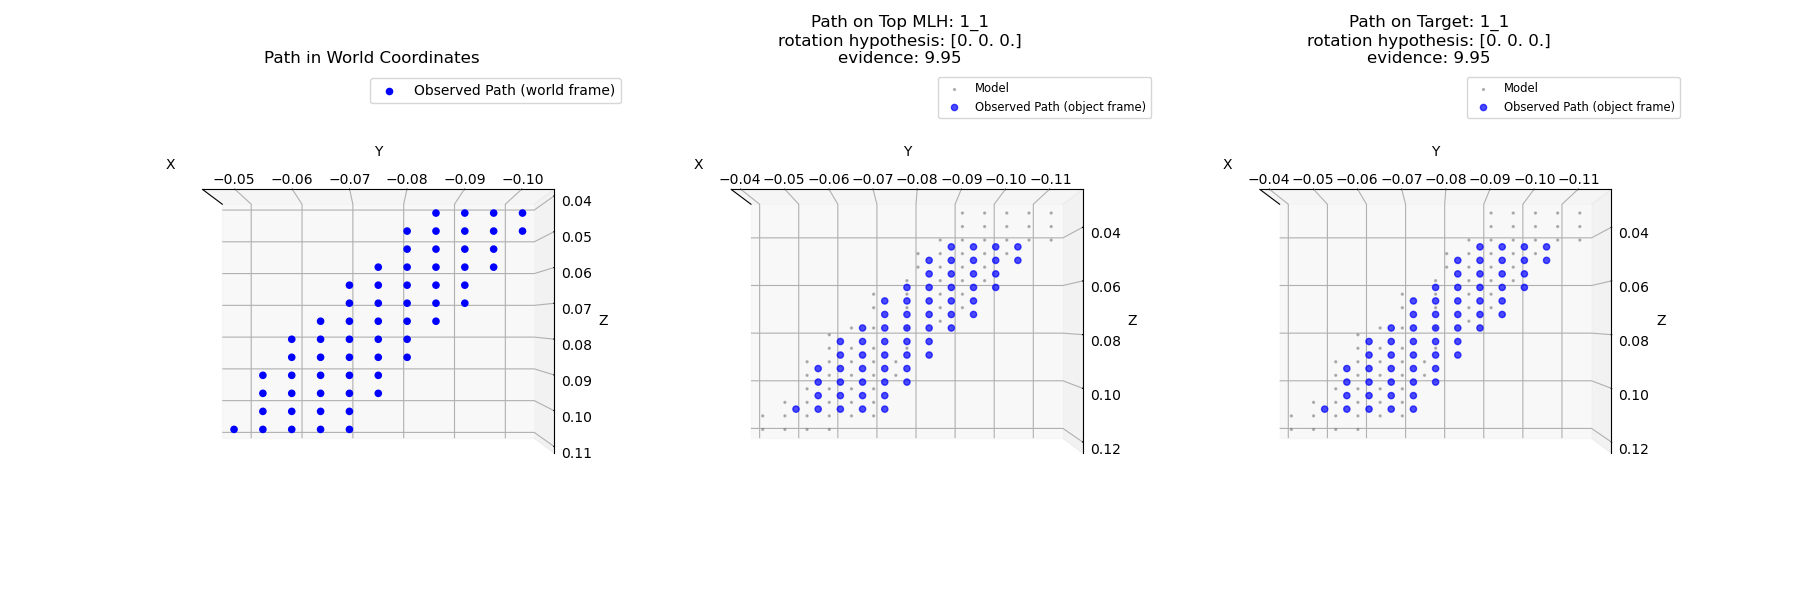 Path in World Coordinates
Observed Path (world frame)
X
Y
−0.05 −0.06 −0.07 −0.08 −0.09 −0.10
0.04
0.05
0.06
0.07
Z
0.08
0.09
0.10
0.11
Path on Top MLH: 1_1
rotation hypothesis: [0. 0. 0.]
evidence: 9.95
Model
Observed Path (object frame)
X
Y
−0.04 −0.05 −0.06 −0.07 −0.08 −0.09 −0.10 −0.11
0.04
0.06
Z
0.08
0.10
0.12
Path on Target: 1_1
rotation hypothesis: [0. 0. 0.]
evidence: 9.95
Model
Observed Path (object frame)
X
Y
−0.04 −0.05 −0.06 −0.07 −0.08 −0.09 −0.10 −0.11
0.04
0.06
Z
0.08
0.10
0.12